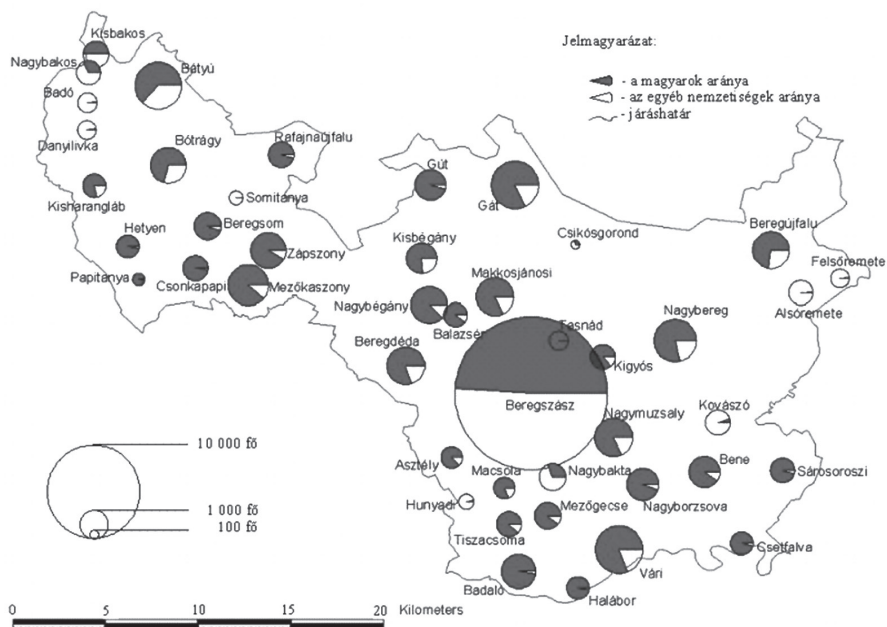 Kisbakos
Nagybakos
Bátyú
Badó
Danyilivka
Bótrágy
Rafajnaújfalu
Kisharangláb
Somitanya
Hetyen
Beregsom
Zápszony
Papitanya
Csonkapapi
Mezőkaszony
Jelmagyarázat:
- a magyarok aránya
- az egyéb nemzetiségek aránya
- járáshatár
Gút
Gát
Csikósgorond
Beregújfalu
Kisbégány
Felsőremete
Makkosjánosi
Alsóremete
Nagybégány
Nagybereg
Balazsér
Tasnád
Beregdéda
Kigyós
Beregszász
Kovászó
Nagymuzsaly
Asztély
Macsola
Nagybakta
Bene
Sárosoroszi
Hunyadi
Mezőgecse
Nagyborzsova
Tiszacsoma
Csetfalva
Vári
Badaló
Halábor
10 000 fő
1 000 fő
100 fő
0 5 10 15 20 Kilometers